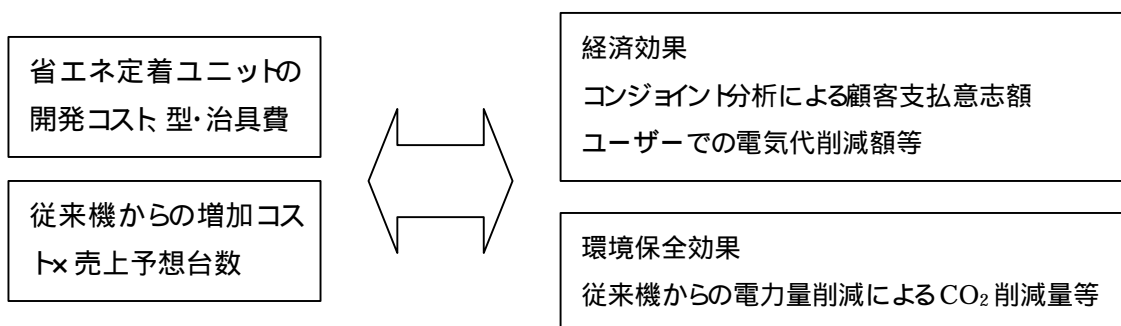 省エネ定着ユニットの
開発コスト、型・治具費
従来機からの増加コス
ト×売上予想台数
経済効果
コンジョイント分析による顧客支払意志額
ユーザーでの電気代削減額等
環境保全効果
従来機からの電力量削減によるCO₂削減量等